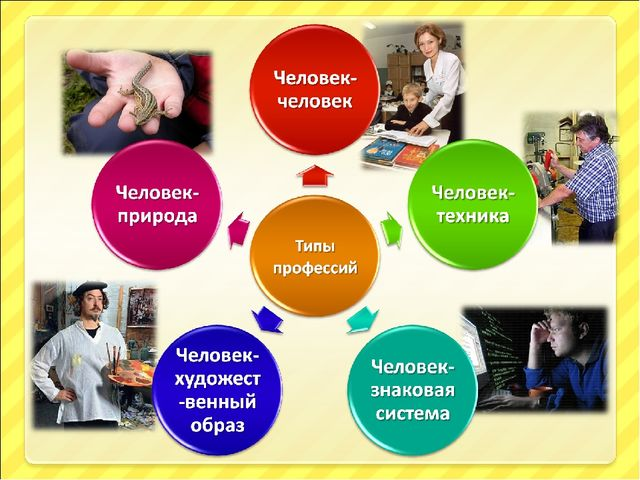 Человек-
человек
Человек-
природа
Человек-
техника
Типы
профессий
Человек-
художест
-венный
образ
Человек-
знаковая
система